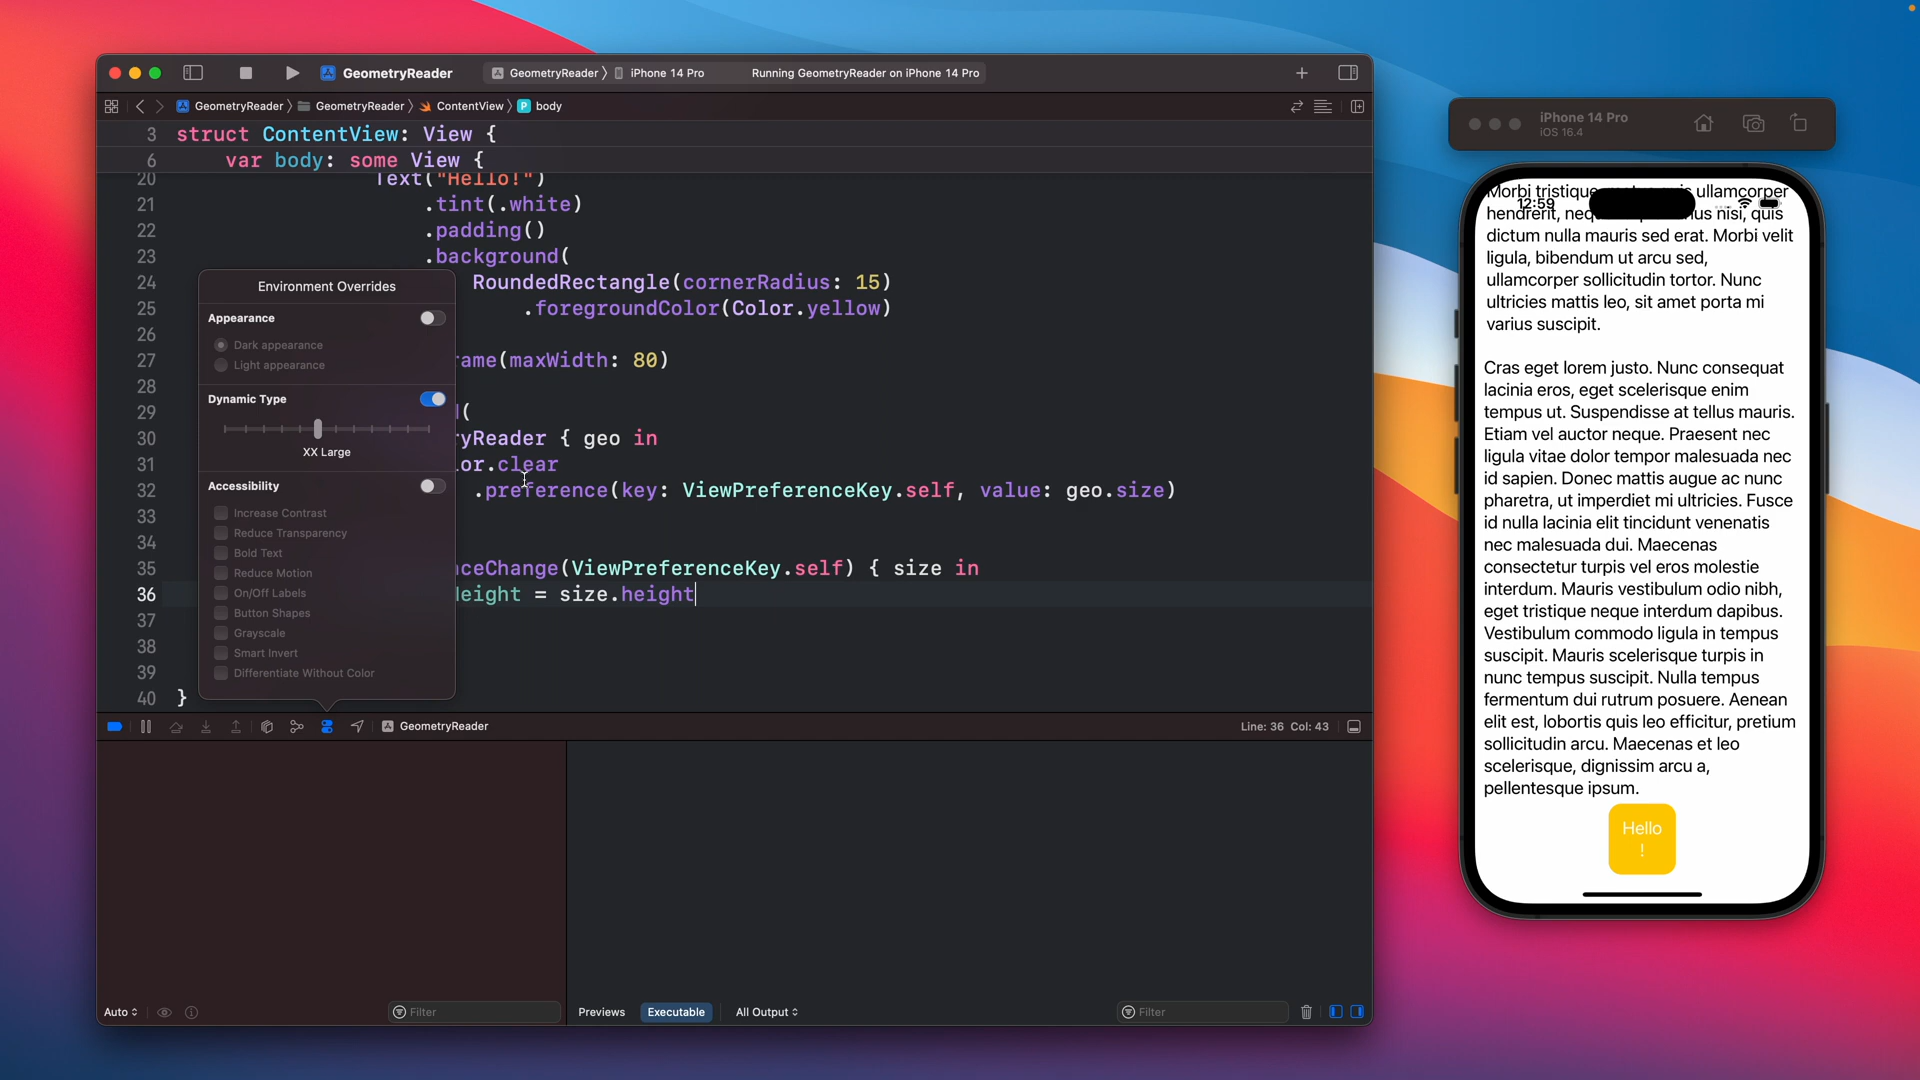 GeometryReader
GeometryReader 〉 iPhone 14 Pro
Running GeometryReader on iPhone 14 Pro
GeometryReader 〉 GeometryReader 〉 ContentView 〉 P body
3 struct ContentView: View {
6 var body: some View {
20 Text("Hello!")
21 .tint(.white)
22 .padding()
23 .background(
24 RoundedRectangle(cornerRadius: 15)
25 .foregroundColor(Color.yellow)
26
27 rame(maxWidth: 80)
28
29 (
30 yReader { geo in
31 or.clear
32 .preference(key: ViewPreferenceKey.self, value: geo.size)
33
34
35 nceChange(ViewPreferenceKey.self) { size in
36 eight = size.height
37
38
39
40 }
Environment Overrides
Appearance
Dark appearance
Light appearance
Dynamic Type
XX Large
Accessibility
Increase Contrast
Reduce Transparency
Bold Text
Reduce Motion
On/Off Labels
Button Shapes
Grayscale
Smart Invert
Differentiate Without Color
GeometryReader
Line: 36 Col: 43
Auto
Filter
Previews
Executable
All Output
Filter
iPhone 14 Pro
iOS 16.4
12:59
Morbi tristique ullamcorper
hendrerit, nisi, quis
dictum nulla mauris sed erat. Morbi velit
ligula, bibendum ut arcu sed,
ullamcorper sollicitudin tortor. Nunc
ultricies mattis leo, sit amet porta mi
varius suscipit.
Cras eget lorem justo. Nunc consequat
lacinia eros, eget scelerisque enim
tempus ut. Suspendisse at tellus mauris.
Etiam vel auctor neque. Praesent nec
ligula vitae dolor tempor malesuada nec
id sapien. Donec mattis augue ac nunc
pharetra, ut imperdiet mi ultricies. Fusce
id nulla lacinia elit tincidunt venenatis
nec malesuada dui. Maecenas
consectetur turpis vel eros molestie
interdum. Mauris vestibulum odio nibh,
eget tristique neque interdum dapibus.
Vestibulum commodo ligula in tempus
suscipit. Mauris scelerisque turpis in
nunc tempus suscipit. Nulla tempus
fermentum dui rutrum posuere. Aenean
elit est, lobortis quis leo efficitur, pretium
sollicitudin arcu. Maecenas et leo
scelerisque, dignissim arcu a,
pellentesque ipsum.
Hello
!